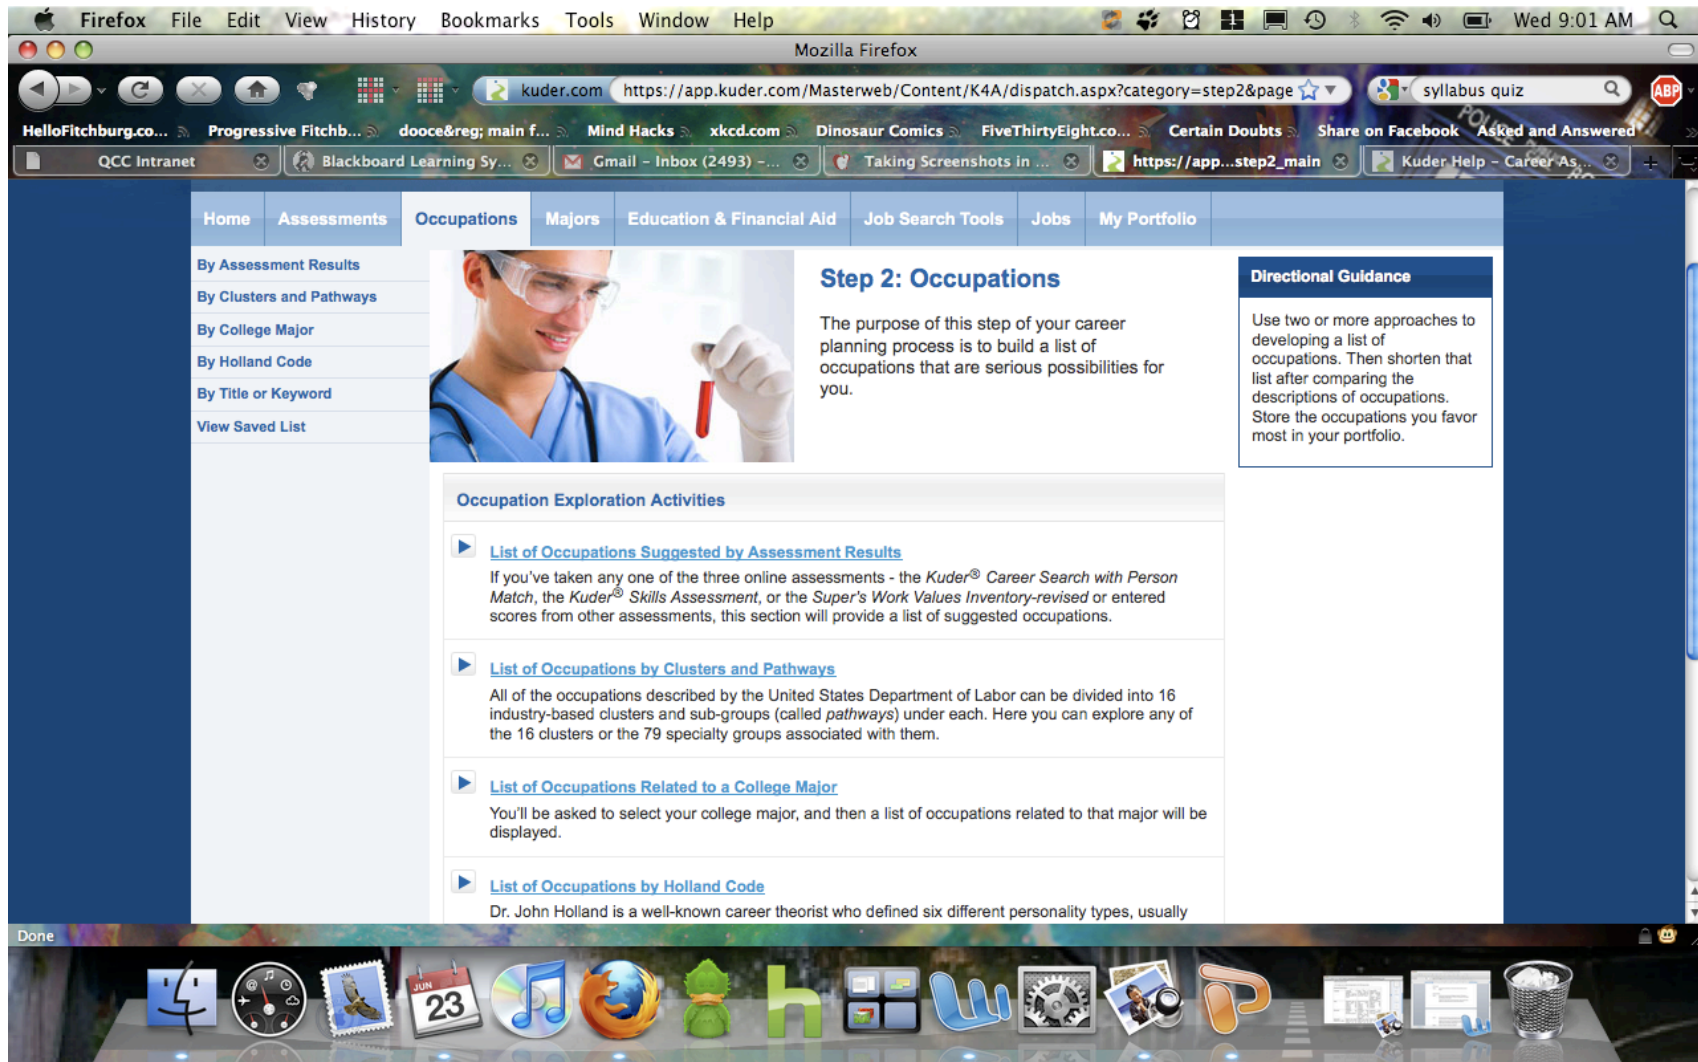 Firefox File Edit View History Bookmarks Tools Window Help Wed 9:01 AM
Mozilla Firefox
kuder.com https://app.kuder.com/Masterweb/Content/K4A/dispatch.aspx?category=step2&page syllabus quiz ABP
HelloFitchburg.co... Progressive Fitchb... dooce&reg; main f... Mind Hacks xkcd.com Dinosaur Comics FiveThirtyEight.co... Certain Doubts Share on Facebook Asked and Answered
QCC Intranet Blackboard Learning Sy... Gmail – Inbox (2493) –... Taking Screenshots in ... https://app...step2_main Kuder Help – Career As...
Home Assessments Occupations Majors Education & Financial Aid Job Search Tools Jobs My Portfolio
By Assessment Results
By Clusters and Pathways
By College Major
By Holland Code
By Title or Keyword
View Saved List
Step 2: Occupations
The purpose of this step of your career
planning process is to build a list of
occupations that are serious possibilities for
you.
Directional Guidance
Use two or more approaches to
developing a list of
occupations. Then shorten that
list after comparing the
descriptions of occupations.
Store the occupations you favor
most in your portfolio.
Occupation Exploration Activities
List of Occupations Suggested by Assessment Results
If you've taken any one of the three online assessments - the Kuder® Career Search with Person
Match, the Kuder® Skills Assessment, or the Super's Work Values Inventory-revised or entered
scores from other assessments, this section will provide a list of suggested occupations.
List of Occupations by Clusters and Pathways
All of the occupations described by the United States Department of Labor can be divided into 16
industry-based clusters and sub-groups (called pathways) under each. Here you can explore any of
the 16 clusters or the 79 specialty groups associated with them.
List of Occupations Related to a College Major
You'll be asked to select your college major, and then a list of occupations related to that major will be
displayed.
List of Occupations by Holland Code
Dr. John Holland is a well-known career theorist who defined six different personality types, usually
Done
JUN
23